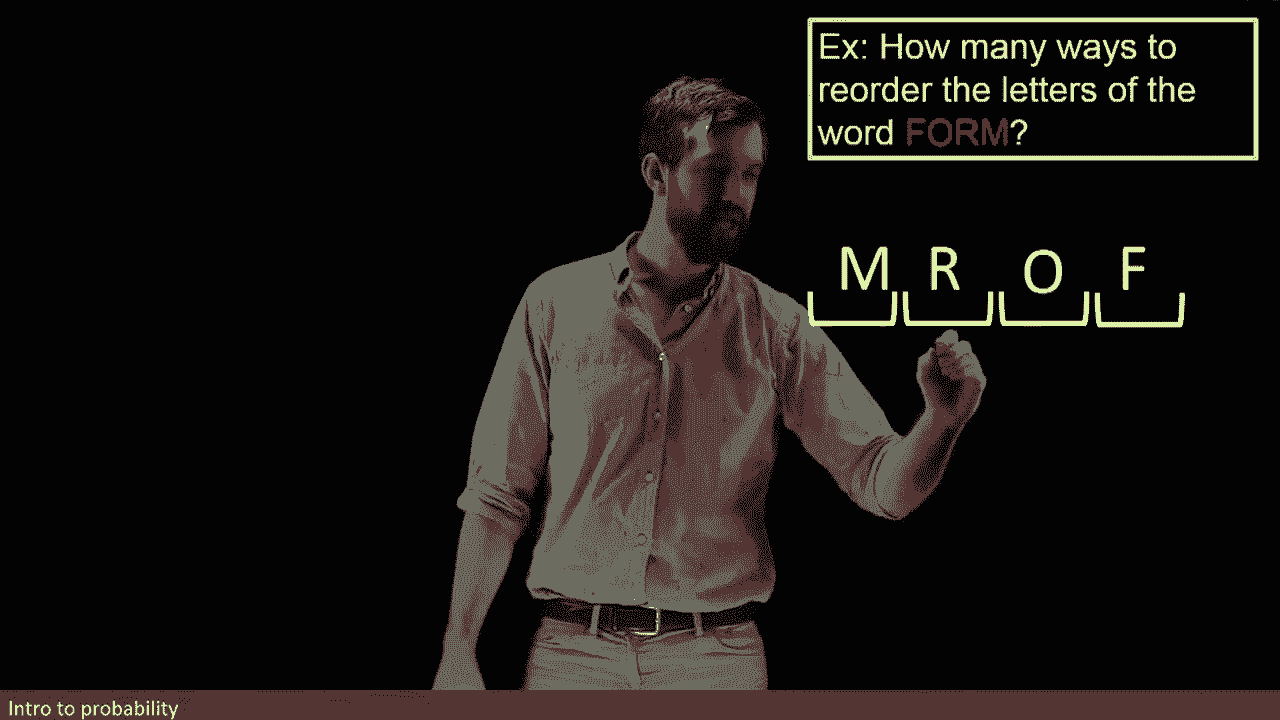 Ex: How many ways to
reorder the letters of the
word FORM?
M R O F
Intro to probability